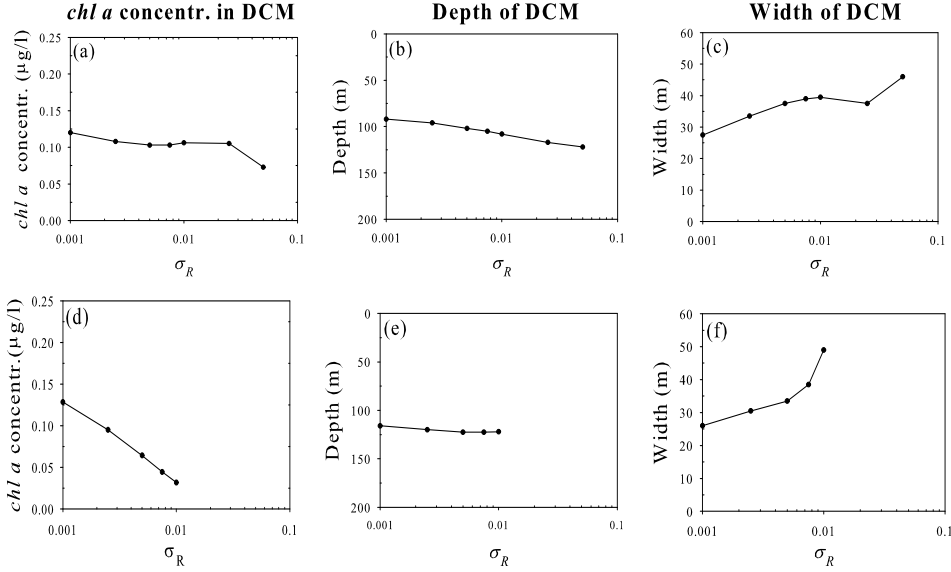 chl a concentr. in DCM
Depth of DCM
Width of DCM
(a)
chl a concentr. (μg/l)
0.25
0.20
0.15
0.10
0.05
0.00
0.001
0.01
0.1
σR
(b)
Depth (m)
0
50
100
150
200
0.001
0.01
0.1
σR
(c)
Width (m)
60
50
40
30
20
10
0
0.001
0.01
0.1
σR
(d)
chl a concentr.(μg/l)
0.25
0.20
0.15
0.10
0.05
0.00
0.001
0.01
0.1
σR
(e)
Depth (m)
0
50
100
150
200
0.001
0.01
0.1
σR
(f)
Width (m)
60
50
40
30
20
10
0
0.001
0.01
0.1
σR